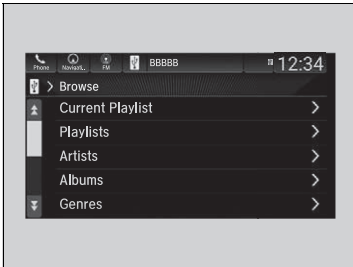 Phone Navigati.. FM BBBBB 12:34
Browse
Current Playlist
Playlists
Artists
Albums
Genres